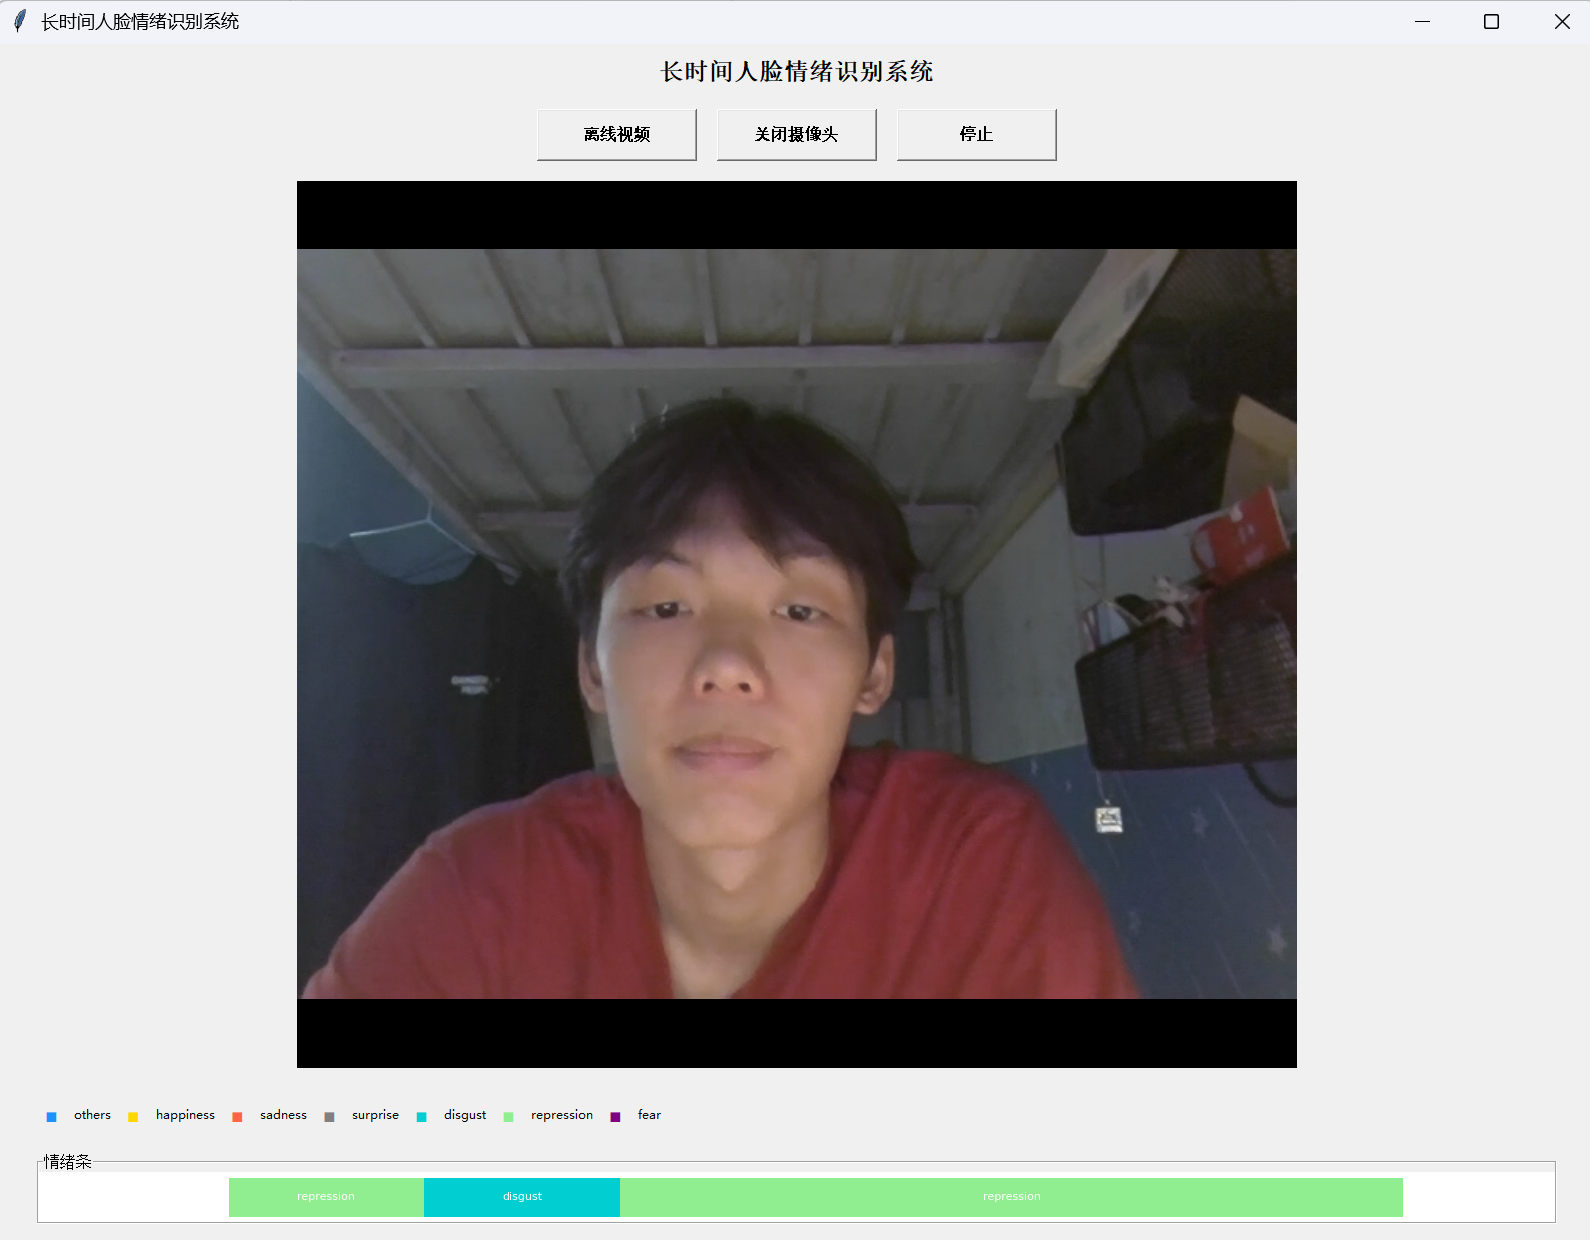 长时间人脸情绪识别系统
长时间人脸情绪识别系统
离线视频 关闭摄像头 停止
others happiness sadness surprise disgust repression fear
情绪条
repression disgust repression